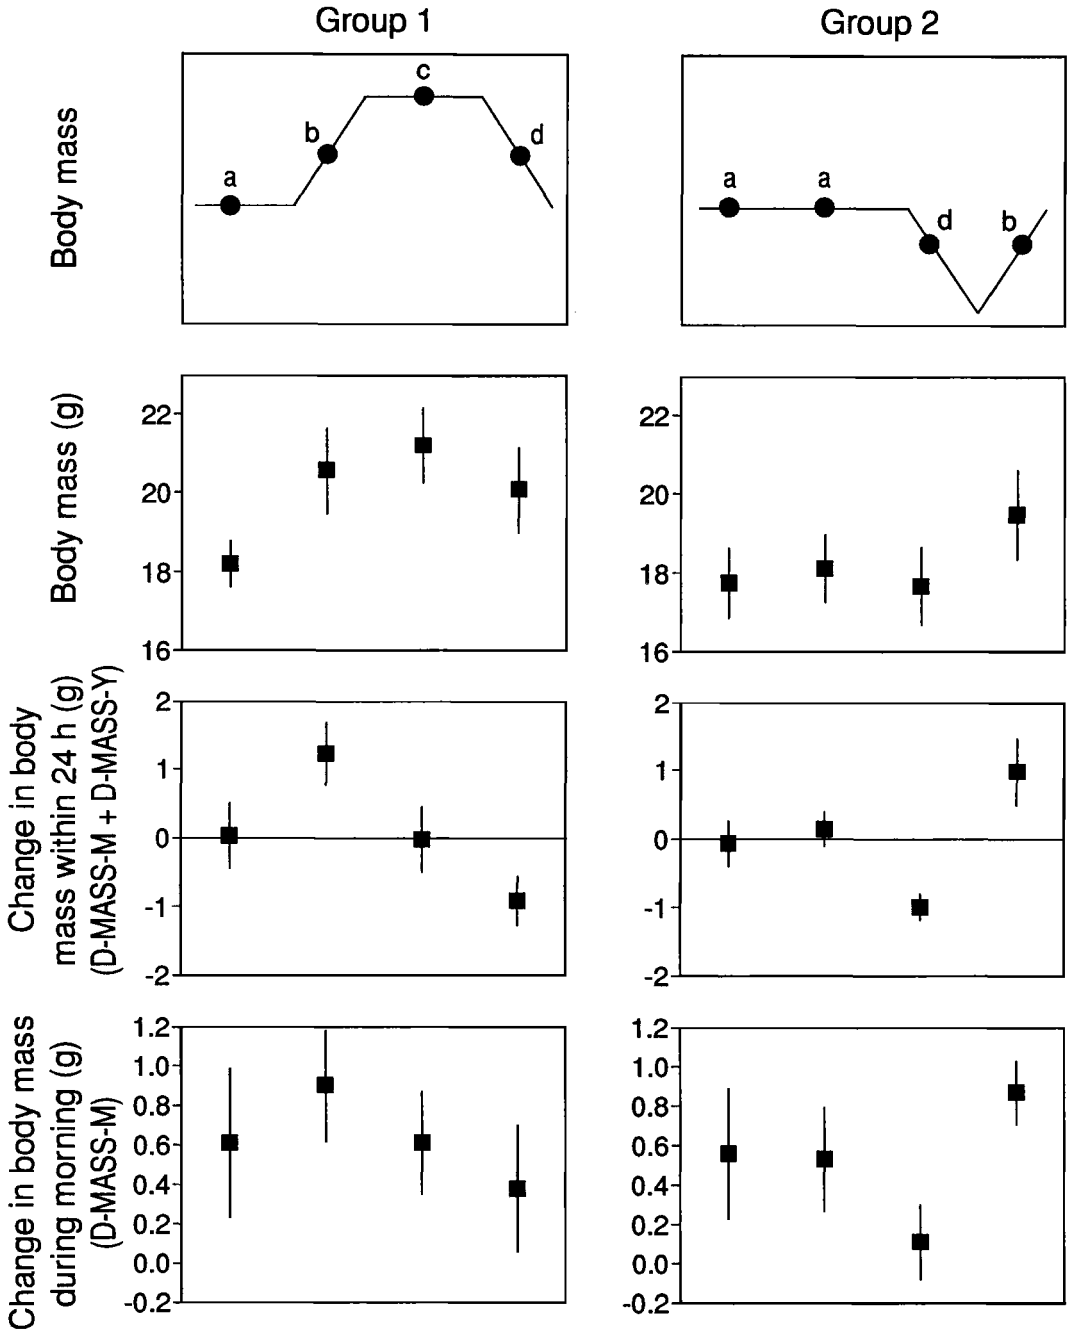 Group 1
Group 2
Body mass
a
b
c
d
a
a
d
b
Body mass (g)
22
20
18
16
22
20
18
16
Change in body
mass within 24 h (g)
(D-MASS-M + D-MASS-Y)
2
1
0
-1
-2
2
1
0
-1
-2
Change in body mass
during morning (g)
(D-MASS-M)
1.2
1.0
0.8
0.6
0.4
0.2
0.0
-0.2
1.2
1.0
0.8
0.6
0.4
0.2
0.0
-0.2